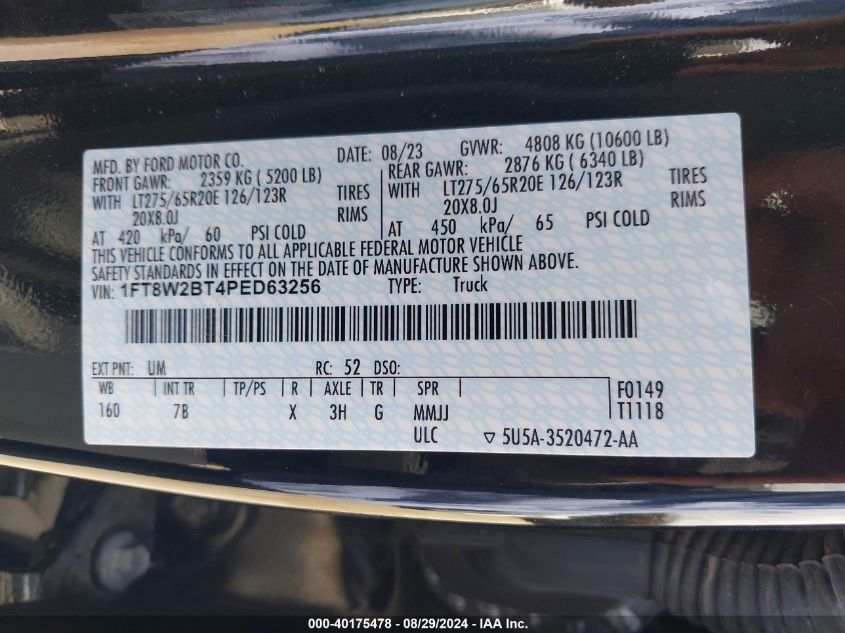 MFD. BY FORD MOTOR CO. DATE: 08/23 GVWR: 4808 KG (10600 LB)
FRONT GAWR: 2359 KG ( 5200 LB) REAR GAWR: 2876 KG ( 6340 LB)
WITH LT275/65R20E 126/123R TIRES WITH LT275/65R20E 126/123R TIRES
20X8.0J RIMS 20X8.0J RIMS
AT 420 kPa/ 60 PSI COLD AT 450 kPa/ 65 PSI COLD
THIS VEHICLE CONFORMS TO ALL APPLICABLE FEDERAL MOTOR VEHICLE
SAFETY STANDARDS IN EFFECT ON THE DATE OF MANUFACTURE SHOWN ABOVE.
VIN: 1FT8W2BT4PED63256 TYPE: Truck
EXT PNT: UM RC: 52 DSO:
WB INT TR TP/PS R AXLE TR SPR F0149
160 7B X 3H G MMJJ T1118
ULC ▽ 5U5A-3520472-AA
000-40175478 - 08/29/2024 - IAA Inc.